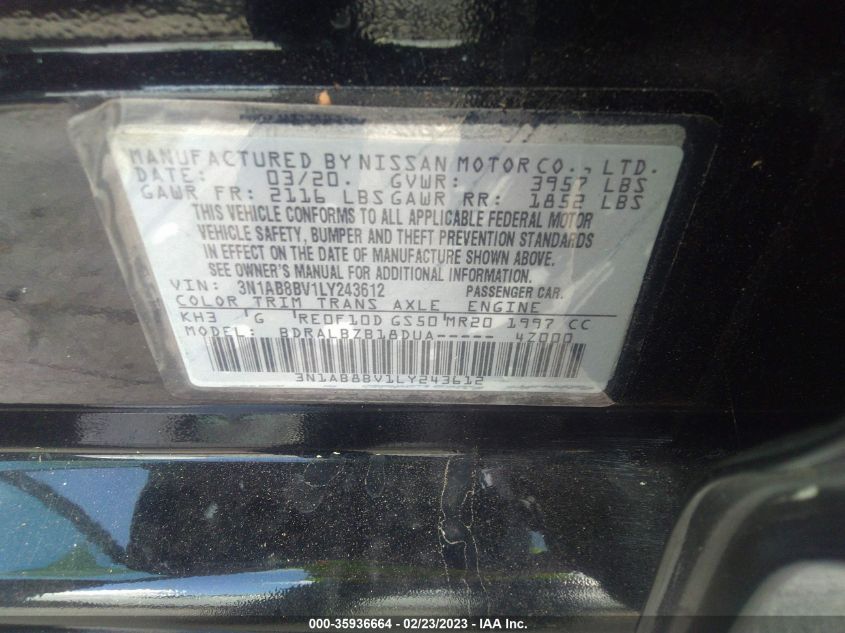 MANUFACTURED BY NISSAN MOTOR CO., LTD.
DATE: 03/20. GVWR: 3957 LBS
GAWR FR: 2116 LBS GAWR RR: 1852 LBS
THIS VEHICLE CONFORMS TO ALL APPLICABLE FEDERAL MOTOR
VEHICLE SAFETY, BUMPER AND THEFT PREVENTION STANDARDS
IN EFFECT ON THE DATE OF MANUFACTURE SHOWN ABOVE.
SEE OWNER'S MANUAL FOR ADDITIONAL INFORMATION.
VIN: 3N1AB8BV1LY243612 PASSENGER CAR.
COLOR TRIM TRANS AXLE ENGINE
KH3 G RE0F10D GS50 MR20 1997 CC
MODEL: BDRALBZB18DUA----- 4Z000
3N1AB8BV1LY243612
000-35936664 - 02/23/2023 - IAA Inc.